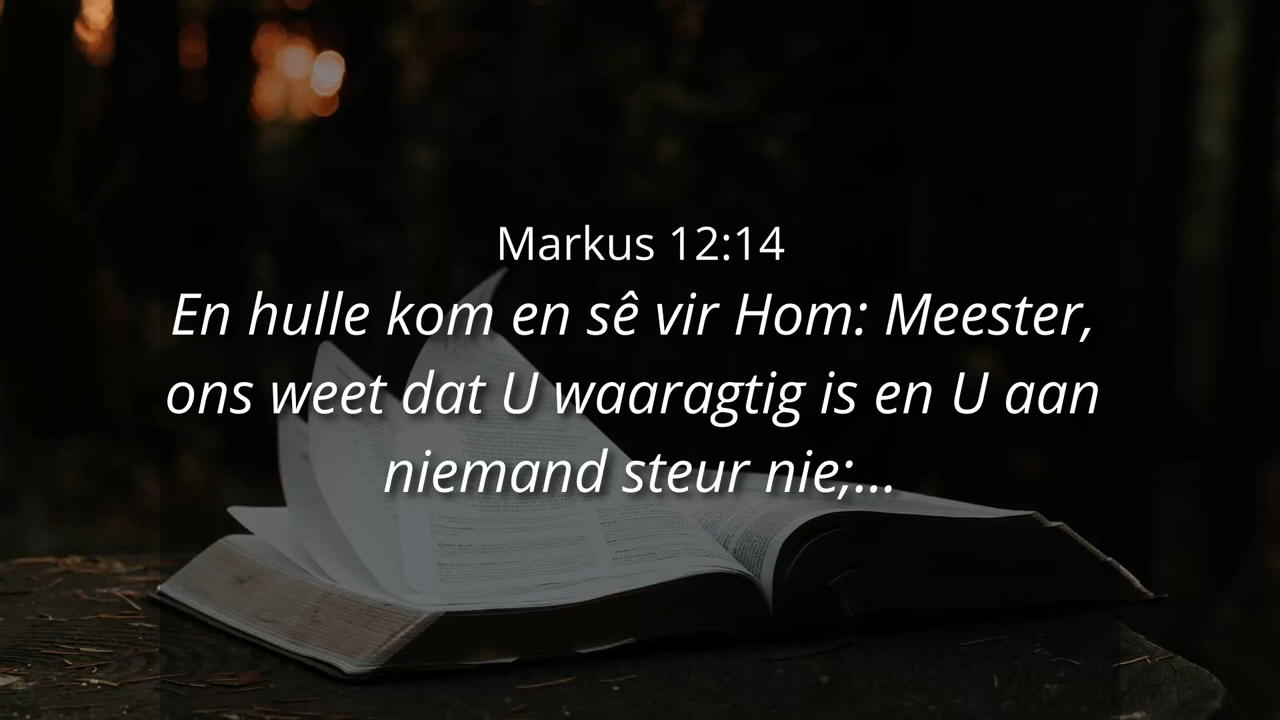 Markus 12:14
En hulle kom en sê vir Hom: Meester,
ons weet dat U waaragtig is en U aan
niemand steur nie;...